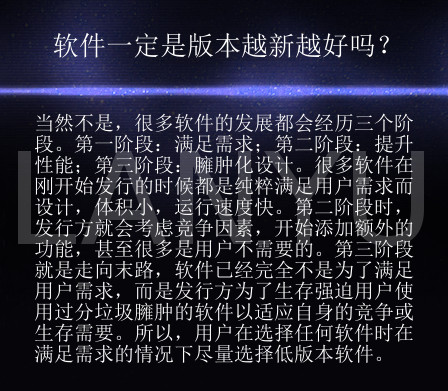 软件一定是版本越新越好吗？
当然不是，很多软件的发展都会经历三个阶
段。第一阶段：满足需求；第二阶段：提升
性能；第三阶段：臃肿化设计。很多软件在
刚开始发行的时候都是纯粹满足用户需求而
设计，体积小，运行速度快。第二阶段时，
发行方就会考虑竞争因素，开始添加额外的
功能，甚至很多是用户不需要的。第三阶段
就是走向末路，软件已经完全不是为了满足
用户需求，而是发行方为了生存强迫用户使
用过分垃圾臃肿的软件以适应自身的竞争或
生存需要。所以，用户在选择任何软件时在
满足需求的情况下尽量选择低版本软件。